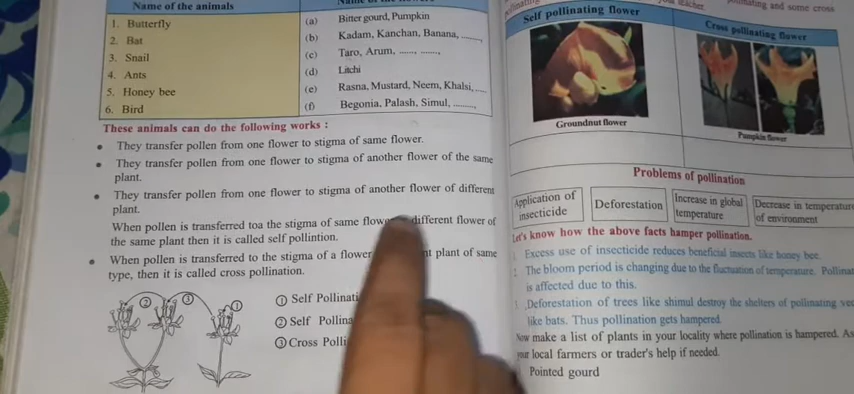 Name of the animals
1. Butterfly
2. Bat
3. Snail
4. Ants
5. Honey bee
6. Bird
(a) Bitter gourd, Pumpkin
(b) Kadam, Kanchan, Banana, ........
(c) Taro, Arum, ......, ........
(d) Litchi
(e) Rasna, Mustard, Neem, Khalsi, ....
(f) Begonia, Palash, Simul, .........
These animals can do the following works :
• They transfer pollen from one flower to stigma of same flower.
• They transfer pollen from one flower to stigma of another flower of the same
plant.
• They transfer pollen from one flower to stigma of another flower of different
plant.
When pollen is transferred toa the stigma of same different flower of
the same plant then it is called self pollintion.
• When pollen is transferred to the stigma of a flower plant of same
type, then it is called cross pollination.
② ③ ①
① Self
② Self
③ Cross
teacher. and some cross
Self pollinating flower
Cross pollinating flower
Groundnut flower
Pumpkin flower
Problems of pollination
Application of
insecticide
Deforestation
Increase in global
temperature
Decrease in temperature
of environment
Let's know how the above facts hamper pollination.
Excess use of insecticide reduces beneficial insects like honey bee.
The bloom period is changing due to the fluctuation of temperature.
is affected due to this.
Deforestation of trees like shimul destroy the shelters of pollinating
like bats. Thus pollination gets hampered.
Now make a list of plants in your locality where pollination is hampered.
your local farmers or trader's help if needed.
Pointed gourd